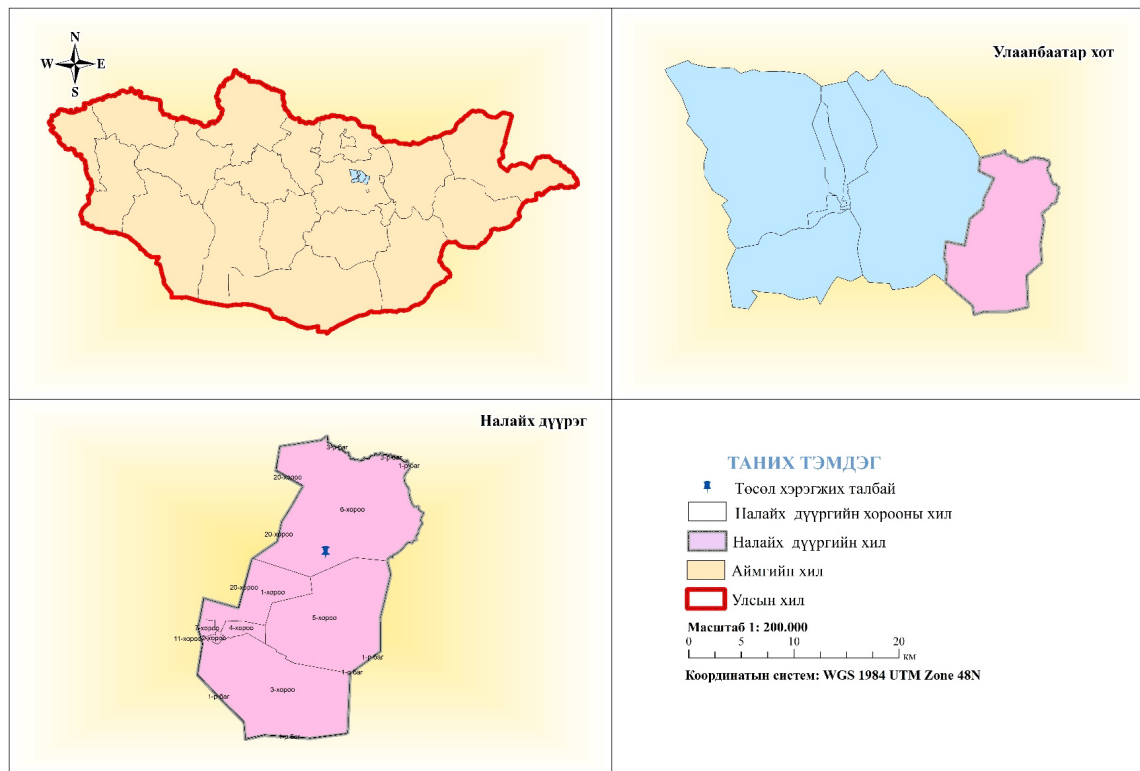 N
W E
S
Улаанбаатар хот
Налайх дүүрэг
3-р баг
3-р баг
1-р баг
20-хороо
6-хороо
20-хороо
20-хороо
1-хороо
5-хороо
4-хороо
11-хороо
1-р баг
1-р баг
3-хороо
1-р баг
1-р баг
ТАНИХ ТЭМДЭГ
Төсөл хэрэгжих талбай
Налайх дүүргийн хорооны хил
Налайх дүүргийн хил
Аймгийн хил
Улсын хил
Масштаб 1: 200.000
0 5 10 20
км
Координатын систем: WGS 1984 UTM Zone 48N